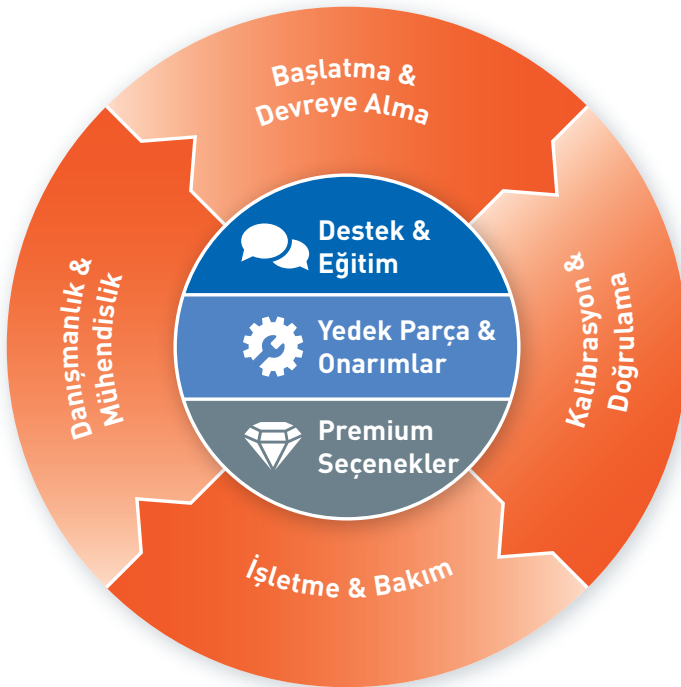 Başlatma &
Devreye Alma
Kalibrasyon &
Doğrulama
İşletme & Bakım
Danışmanlık &
Mühendislik
Destek &
Eğitim
Yedek Parça &
Onarımlar
Premium
Seçenekler